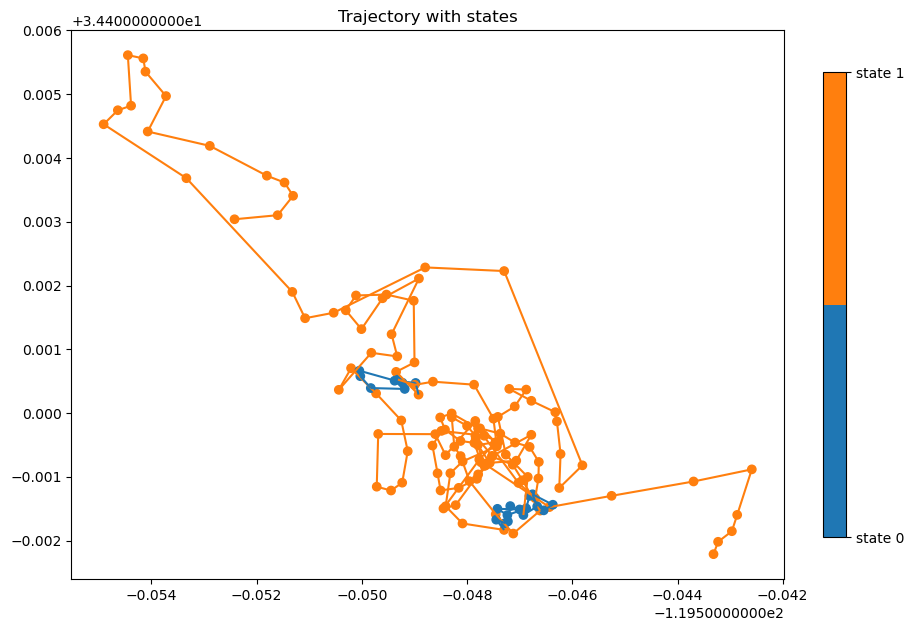 Trajectory with states
+3.4400000000e1
0.006
0.005
0.004
0.003
0.002
0.001
0.000
−0.001
−0.002
−0.054 −0.052 −0.050 −0.048 −0.046 −0.044 −0.042
−1.1950000000e2
state 1
state 0